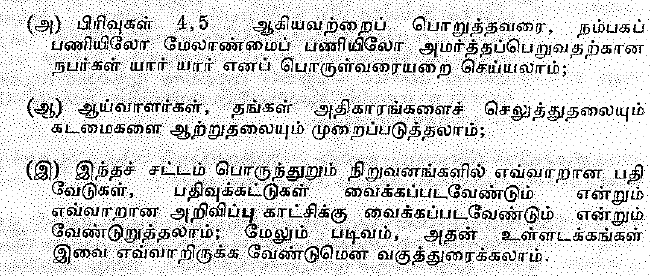 (அ) பிரிவுகள் 4,5 ஆகியவற்றைப் பொறுத்தவரை, நம்பகப்
பணியிலோ மேலாண்மைப் பணியிலோ அமர்த்தப்பெறுவதற்கான
நபர்கள் யார் யார் எனப் பொருள்வரையறை செய்யலாம்;
(ஆ) ஆய்வாளர்கள், தங்கள் அதிகாரங்களைச் செலுத்துதலையும்
கடமைகளை ஆற்றுதலையும் முறைப்படுத்தலாம்;
(இ) இந்தச் சட்டம் பொருந்துறும் நிறுவனங்களில் எவ்வாறான பதி
வேடுகள், பதிவுக்கட்டுகள் வைக்கப்படவேண்டும் என்றும்
எவ்வாறான அறிவிப்பு காட்சிக்கு வைக்கப்படவேண்டும் என்றும்
வேண்டுறுத்தலாம்; மேலும் படிவம், அதன் உள்ளடக்கங்கள்
இவை எவ்வாறிருக்க வேண்டுமென வகுத்துரைக்கலாம்.